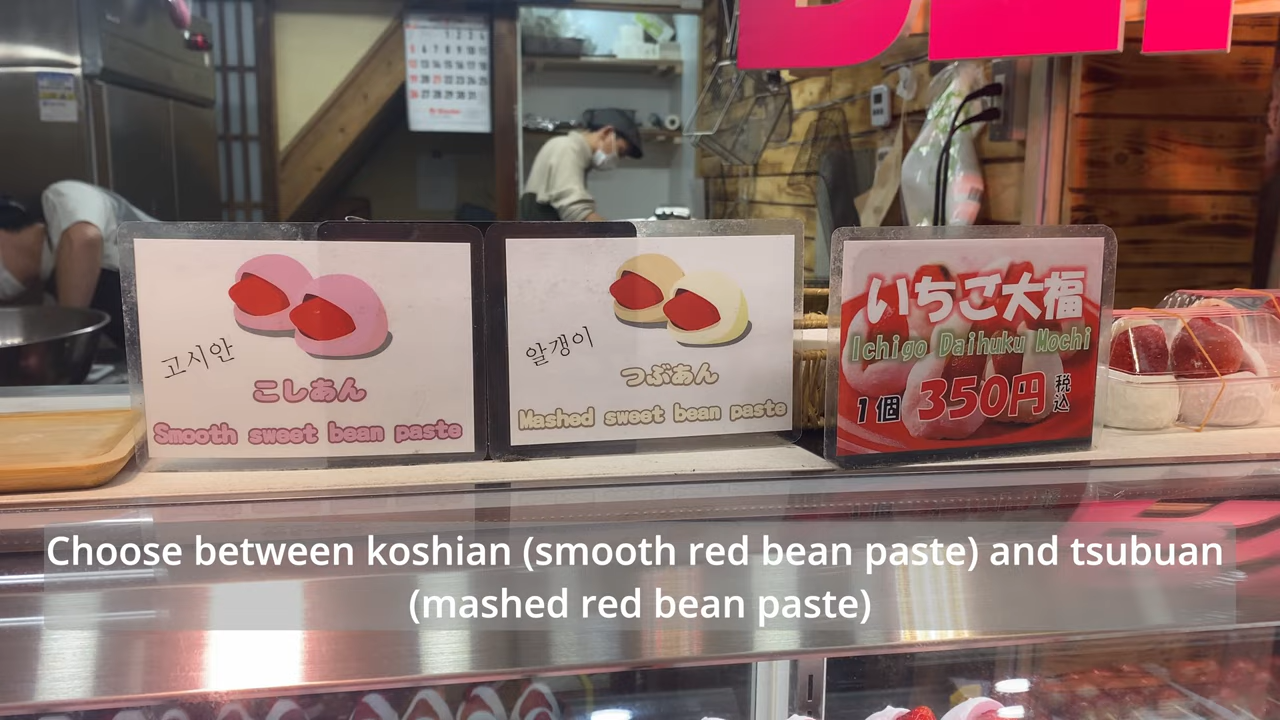 고시안
こしあん
Smooth sweet bean paste
알갱이
つぶあん
Mashed sweet bean paste
いちご大福
Ichigo Daihuku Mochi
1個 350円 税込
Choose between koshian (smooth red bean paste) and tsubuan
(mashed red bean paste)